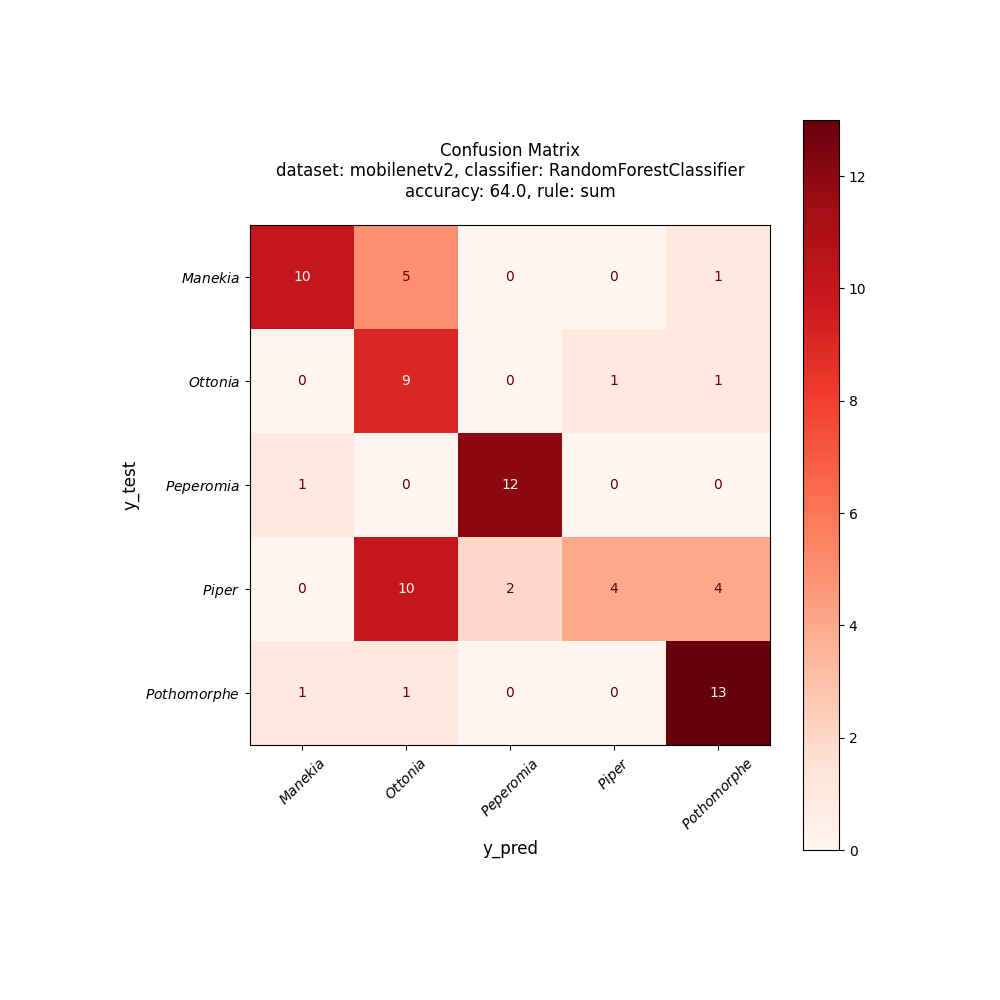 Confusion Matrix
dataset: mobilenetv2, classifier: RandomForestClassifier
accuracy: 64.0, rule: sum
y_test
Manekia 10 5 0 0 1
Ottonia 0 9 0 1 1
Peperomia 1 0 12 0 0
Piper 0 10 2 4 4
Pothomorphe 1 1 0 0 13
Manekia Ottonia Peperomia Piper Pothomorphe
y_pred
12
10
8
6
4
2
0